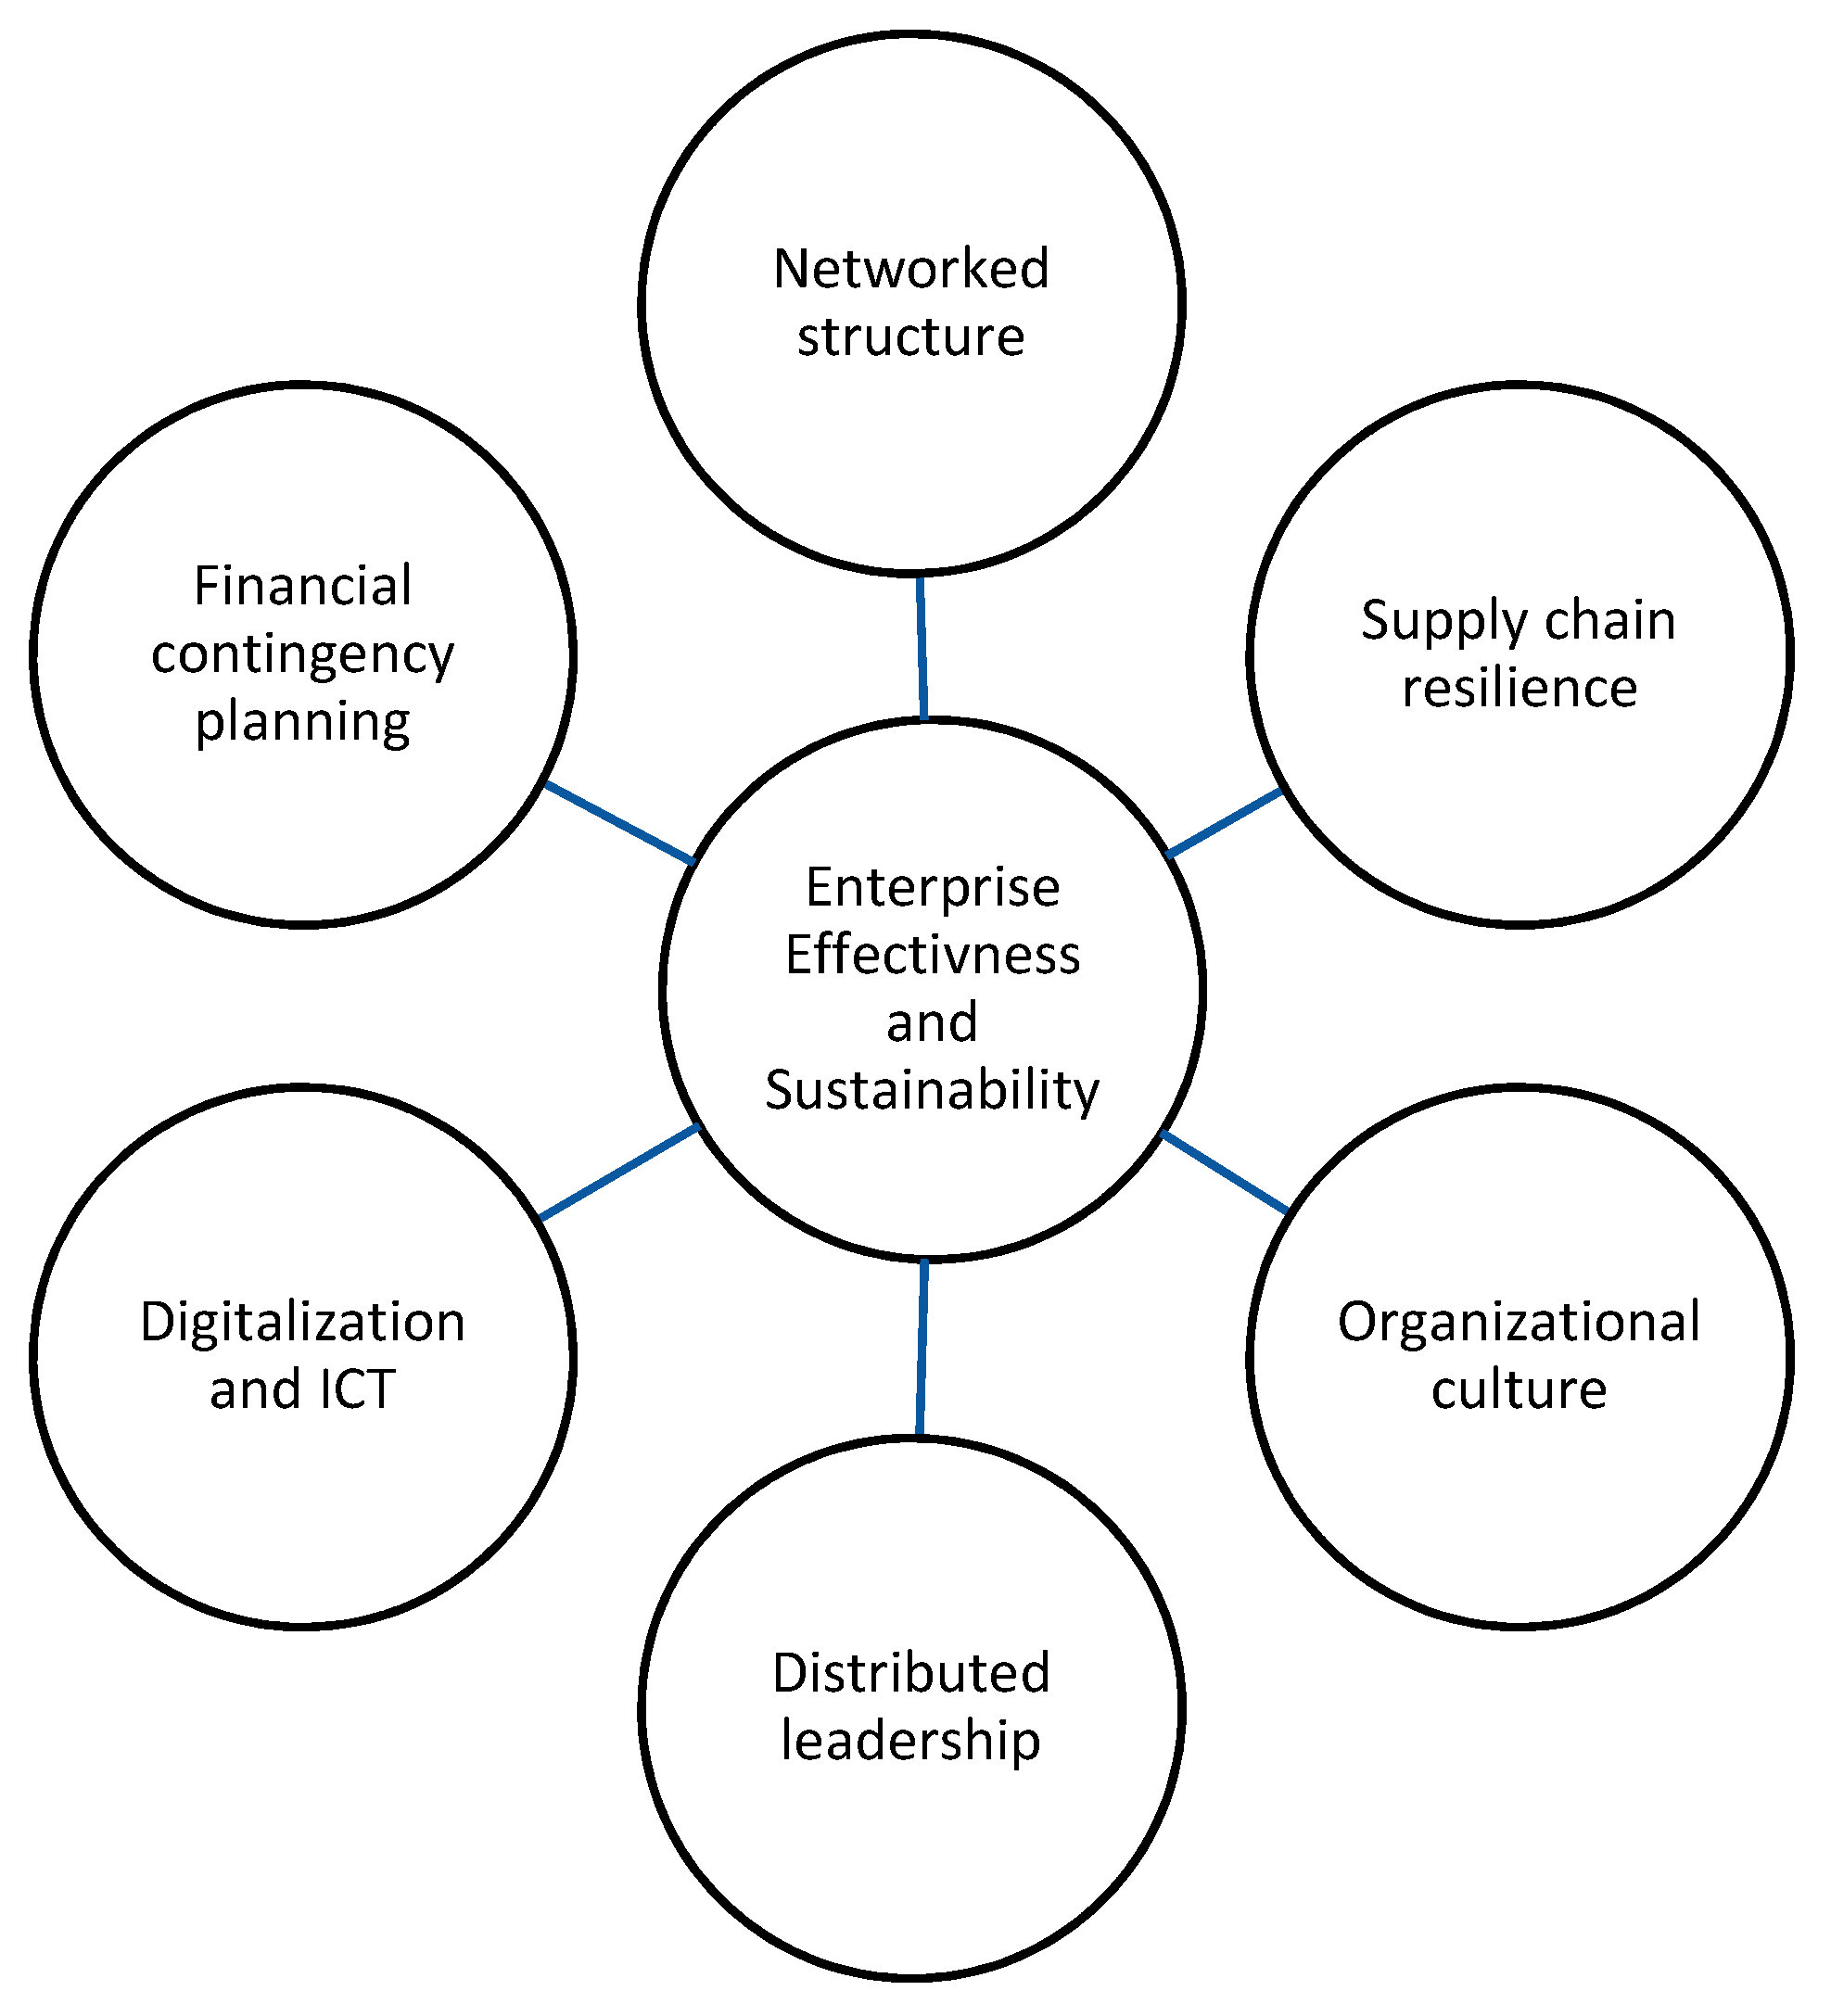 Networked
structure
Financial
contingency
planning
Supply chain
resilience
Enterprise
Effectivness
and
Sustainability
Digitalization
and ICT
Organizational
culture
Distributed
leadership